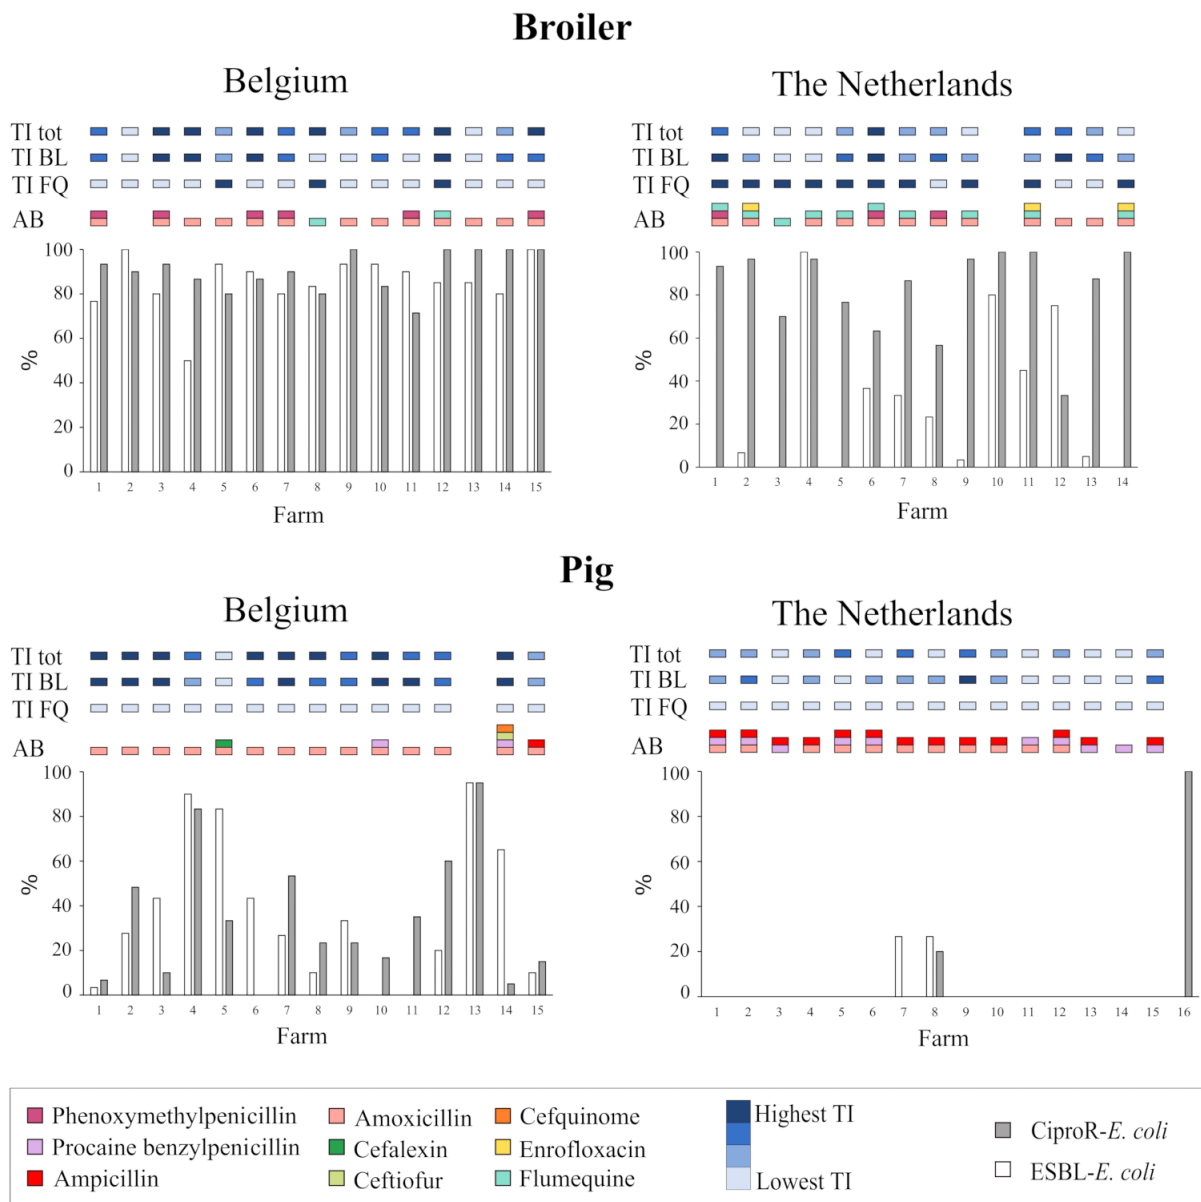 Broiler
Belgium
TI tot
TI BL
TI FQ
AB
100
80
60
40
20
0
%
1 2 3 4 5 6 7 8 9 10 11 12 13 14 15
Farm
The Netherlands
TI tot
TI BL
TI FQ
AB
100
80
60
40
20
0
%
1 2 3 4 5 6 7 8 9 10 11 12 13 14
Farm
Pig
Belgium
TI tot
TI BL
TI FQ
AB
100
80
60
40
20
0
%
1 2 3 4 5 6 7 8 9 10 11 12 13 14 15
Farm
The Netherlands
TI tot
TI BL
TI FQ
AB
100
80
60
40
20
0
%
1 2 3 4 5 6 7 8 9 10 11 12 13 14 15 16
Farm
Phenoxymethylpenicillin
Procaine benzylpenicillin
Ampicillin
Amoxicillin
Cefalexin
Ceftiofur
Cefquinome
Enrofloxacin
Flumequine
Highest TI
Lowest TI
CiproR-E. coli
ESBL-E. coli